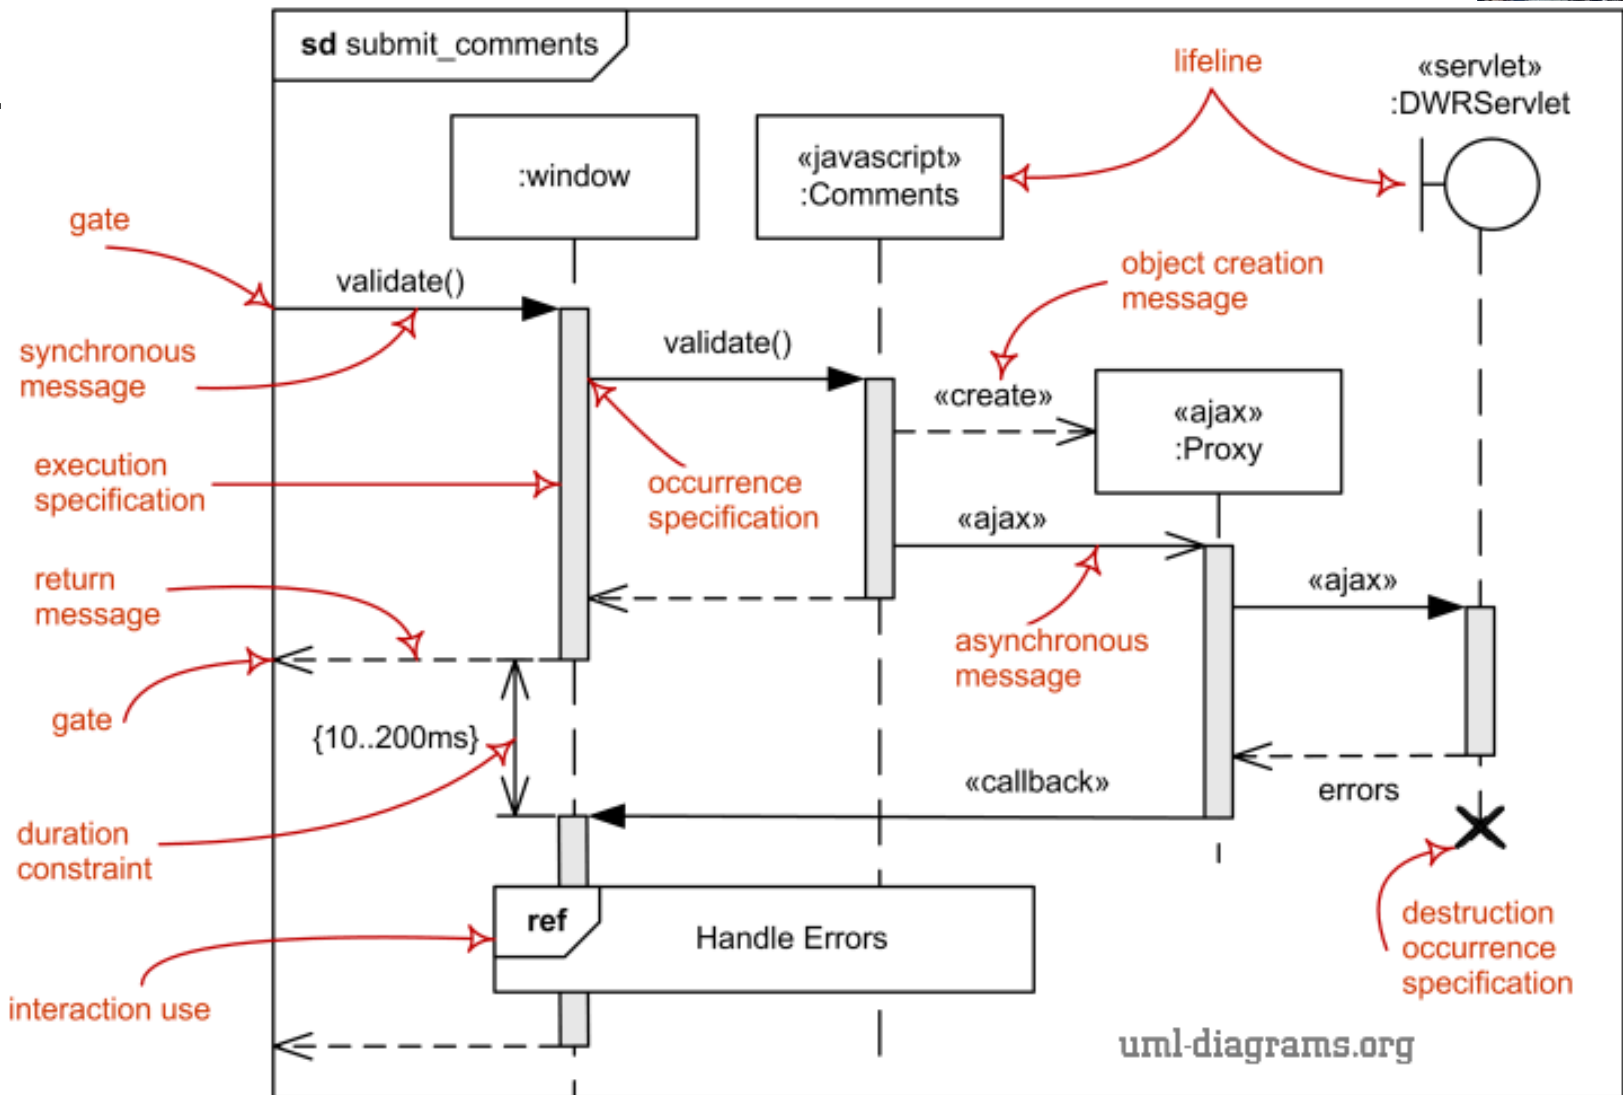 sd submit_comments
lifeline
«servlet»
:DWRServlet
:window
«javascript»
:Comments
gate
validate()
object creation
message
synchronous
message
validate()
«create»
«ajax»
:Proxy
execution
specification
occurrence
specification
«ajax»
return
message
«ajax»
asynchronous
message
gate
{10..200ms}
«callback»
errors
duration
constraint
ref
Handle Errors
destruction
occurrence
specification
interaction use
uml-diagrams.org